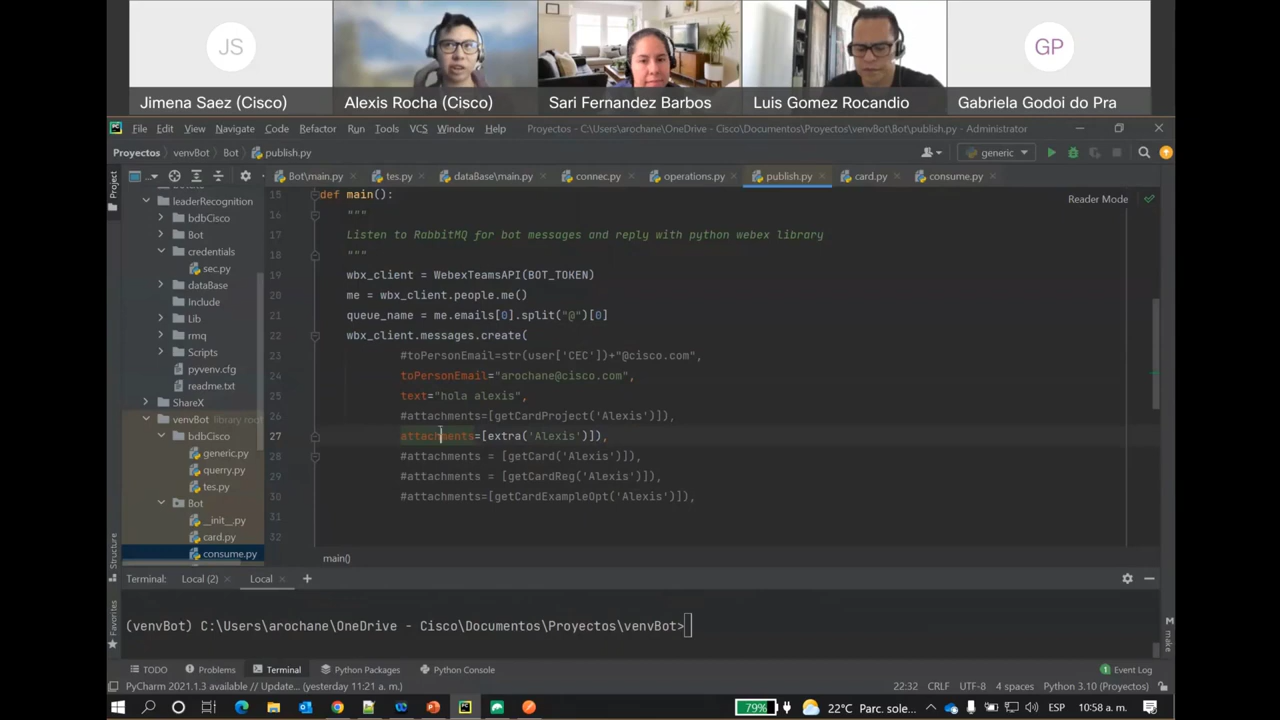 JS
GP
Jimena Saez (Cisco)
Alexis Rocha (Cisco)
Sari Fernandez Barbos
Luis Gomez Rocandio
Gabriela Godoi do Pra
PC File Edit View Navigate Code Refactor Run Tools VCS Window Help Proyectos - C:\Users\arochane\OneDrive - Cisco\Documentos\Proyectos\venvBot\Bot\publish.py - Administrator
Proyectos venvBot Bot publish.py generic
Project
Bot\main.py tes.py dataBase\main.py connec.py operations.py publish.py card.py consume.py
Reader Mode
leaderRecognition
bdbCisco
Bot
credentials
sec.py
dataBase
Include
Lib
rmq
Scripts
pyvenv.cfg
readme.txt
ShareX
venvBot library root
bdbCisco
generic.py
querry.py
tes.py
Bot
__init__.py
card.py
consume.py
15 def main():
16 """
17 Listen to RabbitMQ for bot messages and reply with python webex library
18 """
19 wbx_client = WebexTeamsAPI(BOT_TOKEN)
20 me = wbx_client.people.me()
21 queue_name = me.emails[0].split("@")[0]
22 wbx_client.messages.create(
23 #toPersonEmail=str(user['CEC'])+"@cisco.com",
24 toPersonEmail="arochane@cisco.com",
25 text="hola alexis",
26 #attachments=[getCardProject('Alexis')]),
27 attachments=[extra('Alexis')]),
28 #attachments = [getCard('Alexis')]),
29 #attachments = [getCardReg('Alexis')]),
30 #attachments=[getCardExampleOpt('Alexis')]),
31
32
main()
Structure
Favorites
make
Terminal: Local (2) Local
(venvBot) C:\Users\arochane\OneDrive - Cisco\Documentos\Proyectos\venvBot>
TODO Problems Terminal Python Packages Python Console 1 Event Log
PyCharm 2021.1.3 available // Update... (yesterday 11:21 a. m.) 22:32 CRLF UTF-8 4 spaces Python 3.10 (Proyectos)
79% 22°C Parc. sole... ESP 10:58 a. m.